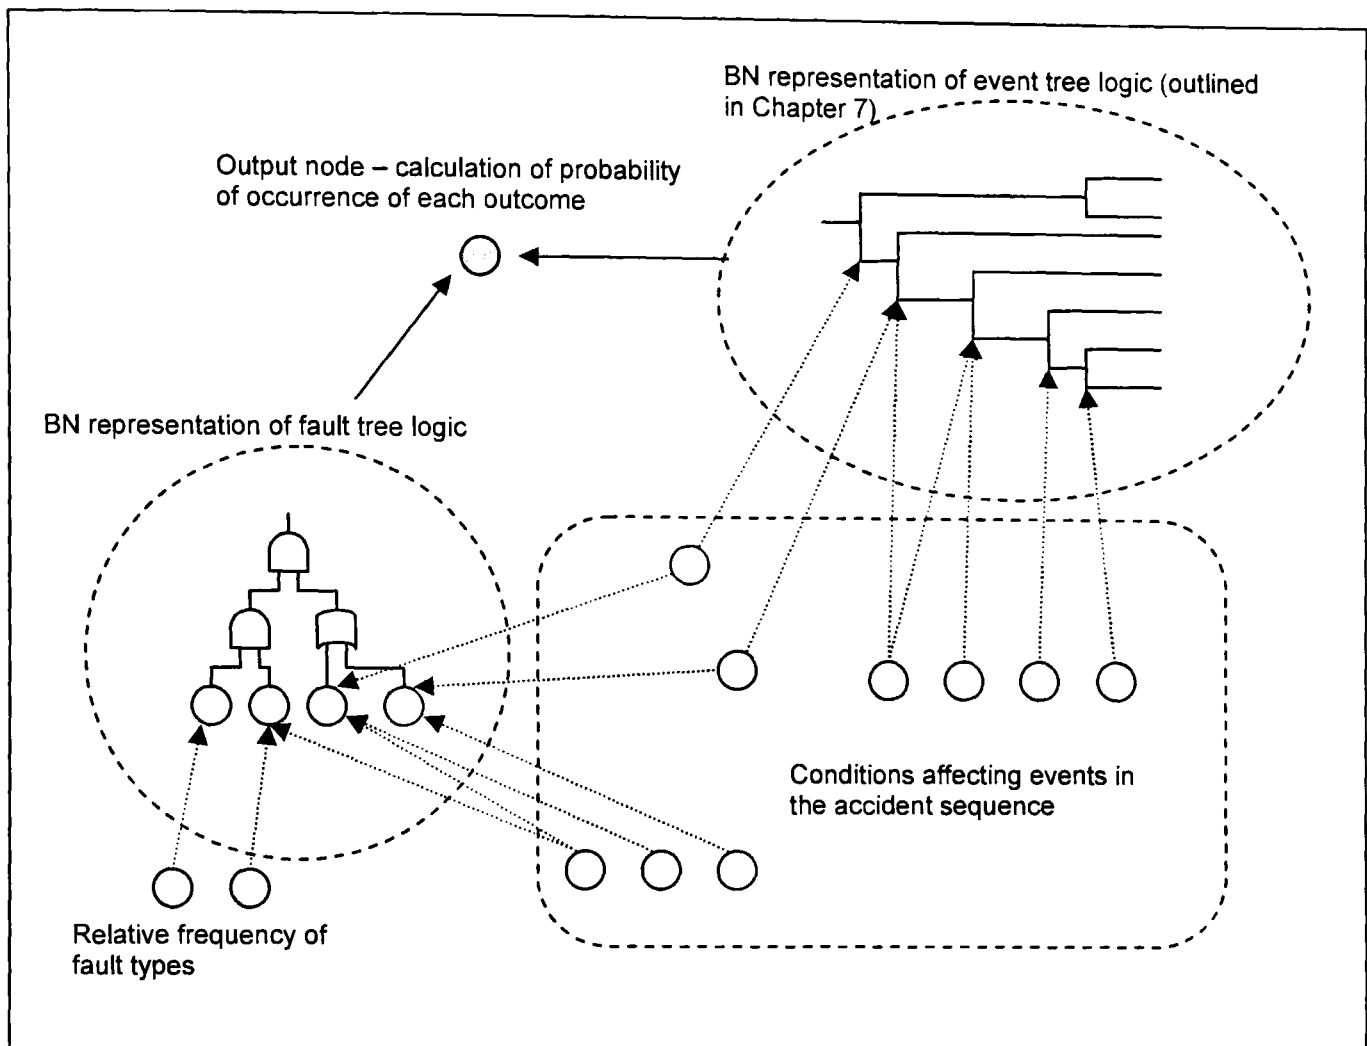 BN representation of event tree logic (outlined
in Chapter 7)
Output node – calculation of probability
of occurrence of each outcome
BN representation of fault tree logic
Conditions affecting events in
the accident sequence
Relative frequency of
fault types